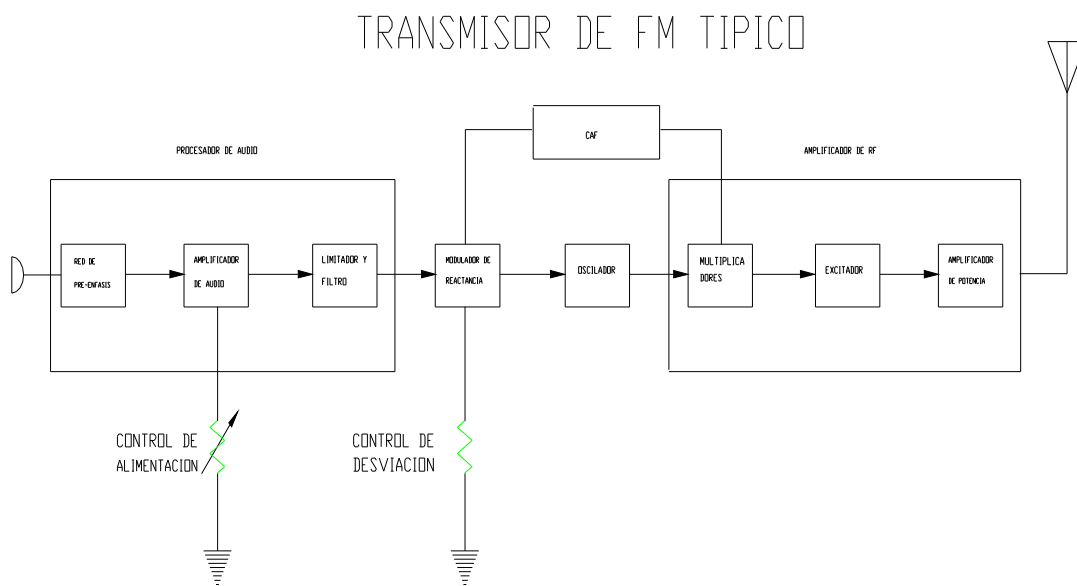 TRANSMISOR DE FM TIPICO
CAF
PROCESADOR DE AUDIO
AMPLIFICADOR DE RF
RED DE
PRE-ENFASIS
AMPLIFICADOR
DE AUDIO
LIMITADOR Y
FILTRO
MODULADOR DE
REACTANCIA
OSCILADOR
MULTIPLICA
DORES
EXCITADOR
AMPLIFICADOR
DE POTENCIA
CONTROL DE
ALIMENTACION
CONTROL DE
DESVIACION